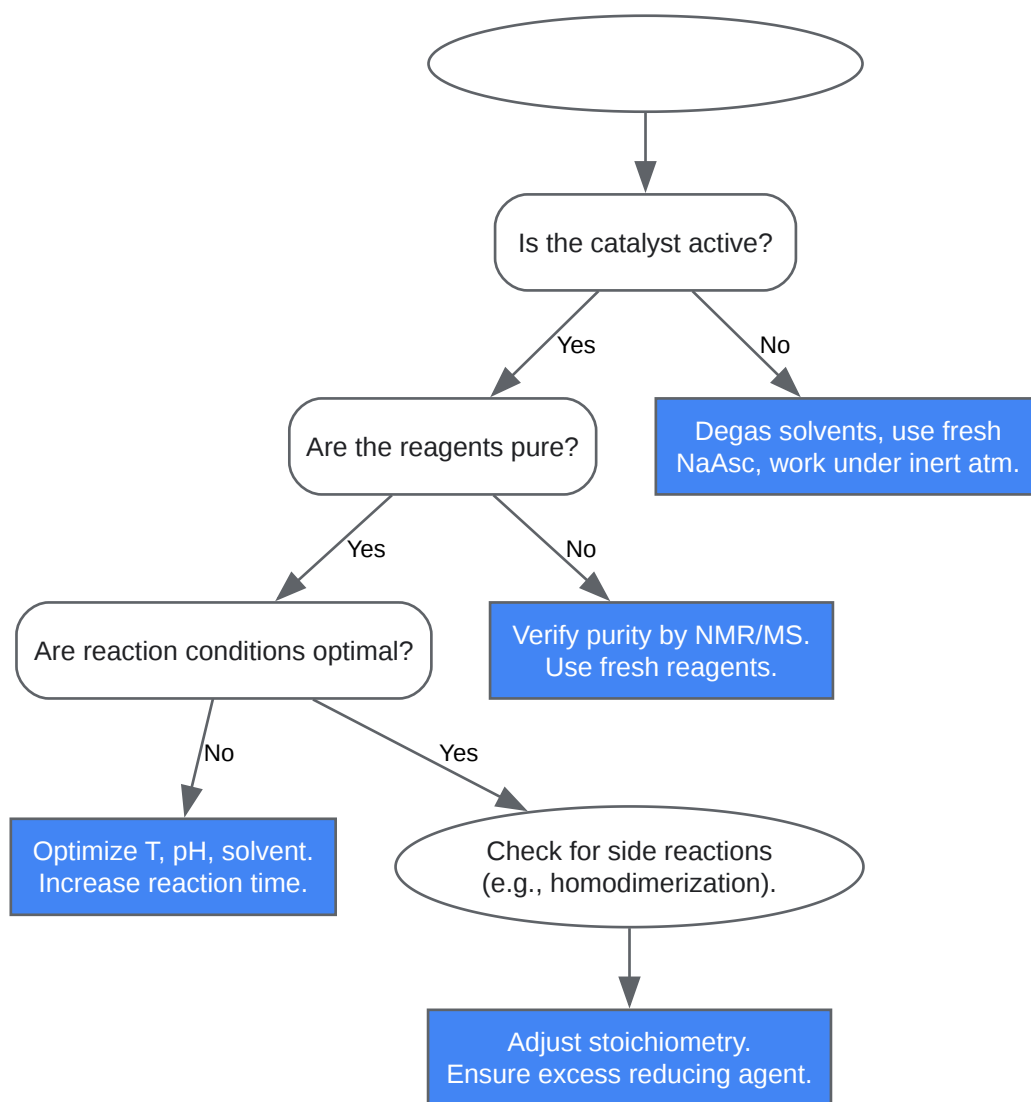 Is the catalyst active?
Yes
No
Are the reagents pure?
Degas solvents, use fresh
NaAsc, work under inert atm.
Yes
No
Are reaction conditions optimal?
Verify purity by NMR/MS.
Use fresh reagents.
No
Yes
Optimize T, pH, solvent.
Increase reaction time.
Check for side reactions
(e.g., homodimerization).
Adjust stoichiometry.
Ensure excess reducing agent.